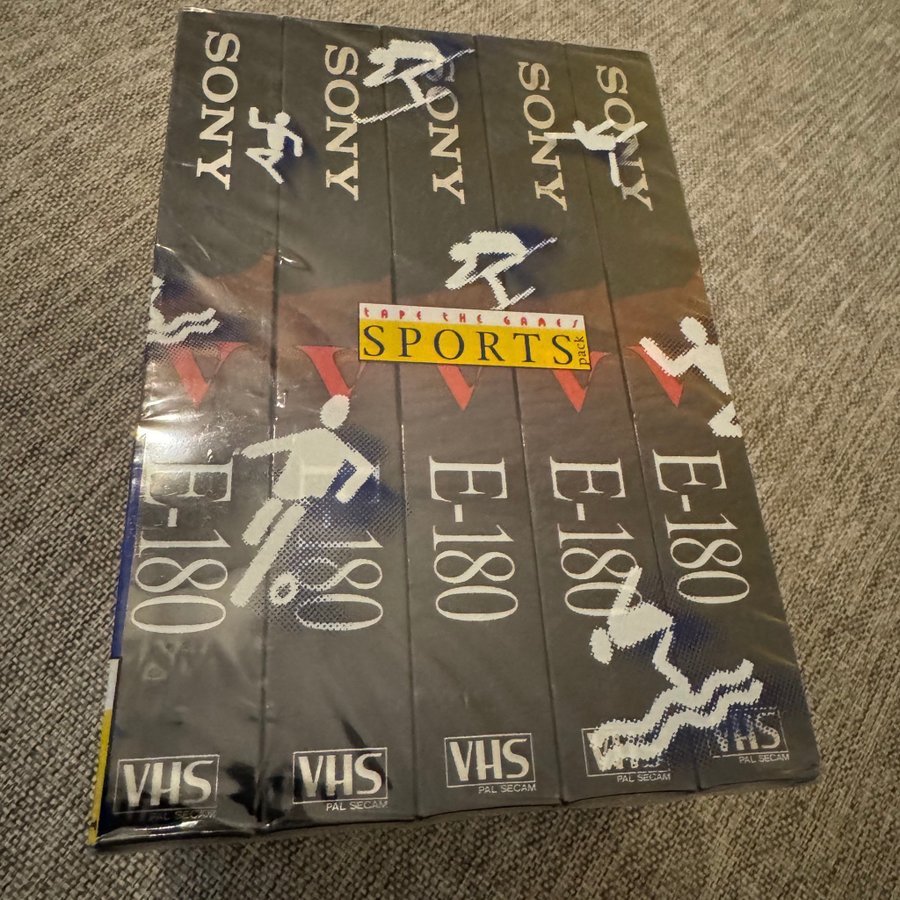 SONY
SONY
SONY
SONY
SONY
TAPE THE GAMES
SPORTS pack
V
V
V
V
V
E-180
E-180
E-180
E-180
E-180
VHS
PAL SECAM
VHS
PAL SECAM
VHS
PAL SECAM
VHS
PAL SECAM
VHS
PAL SECAM